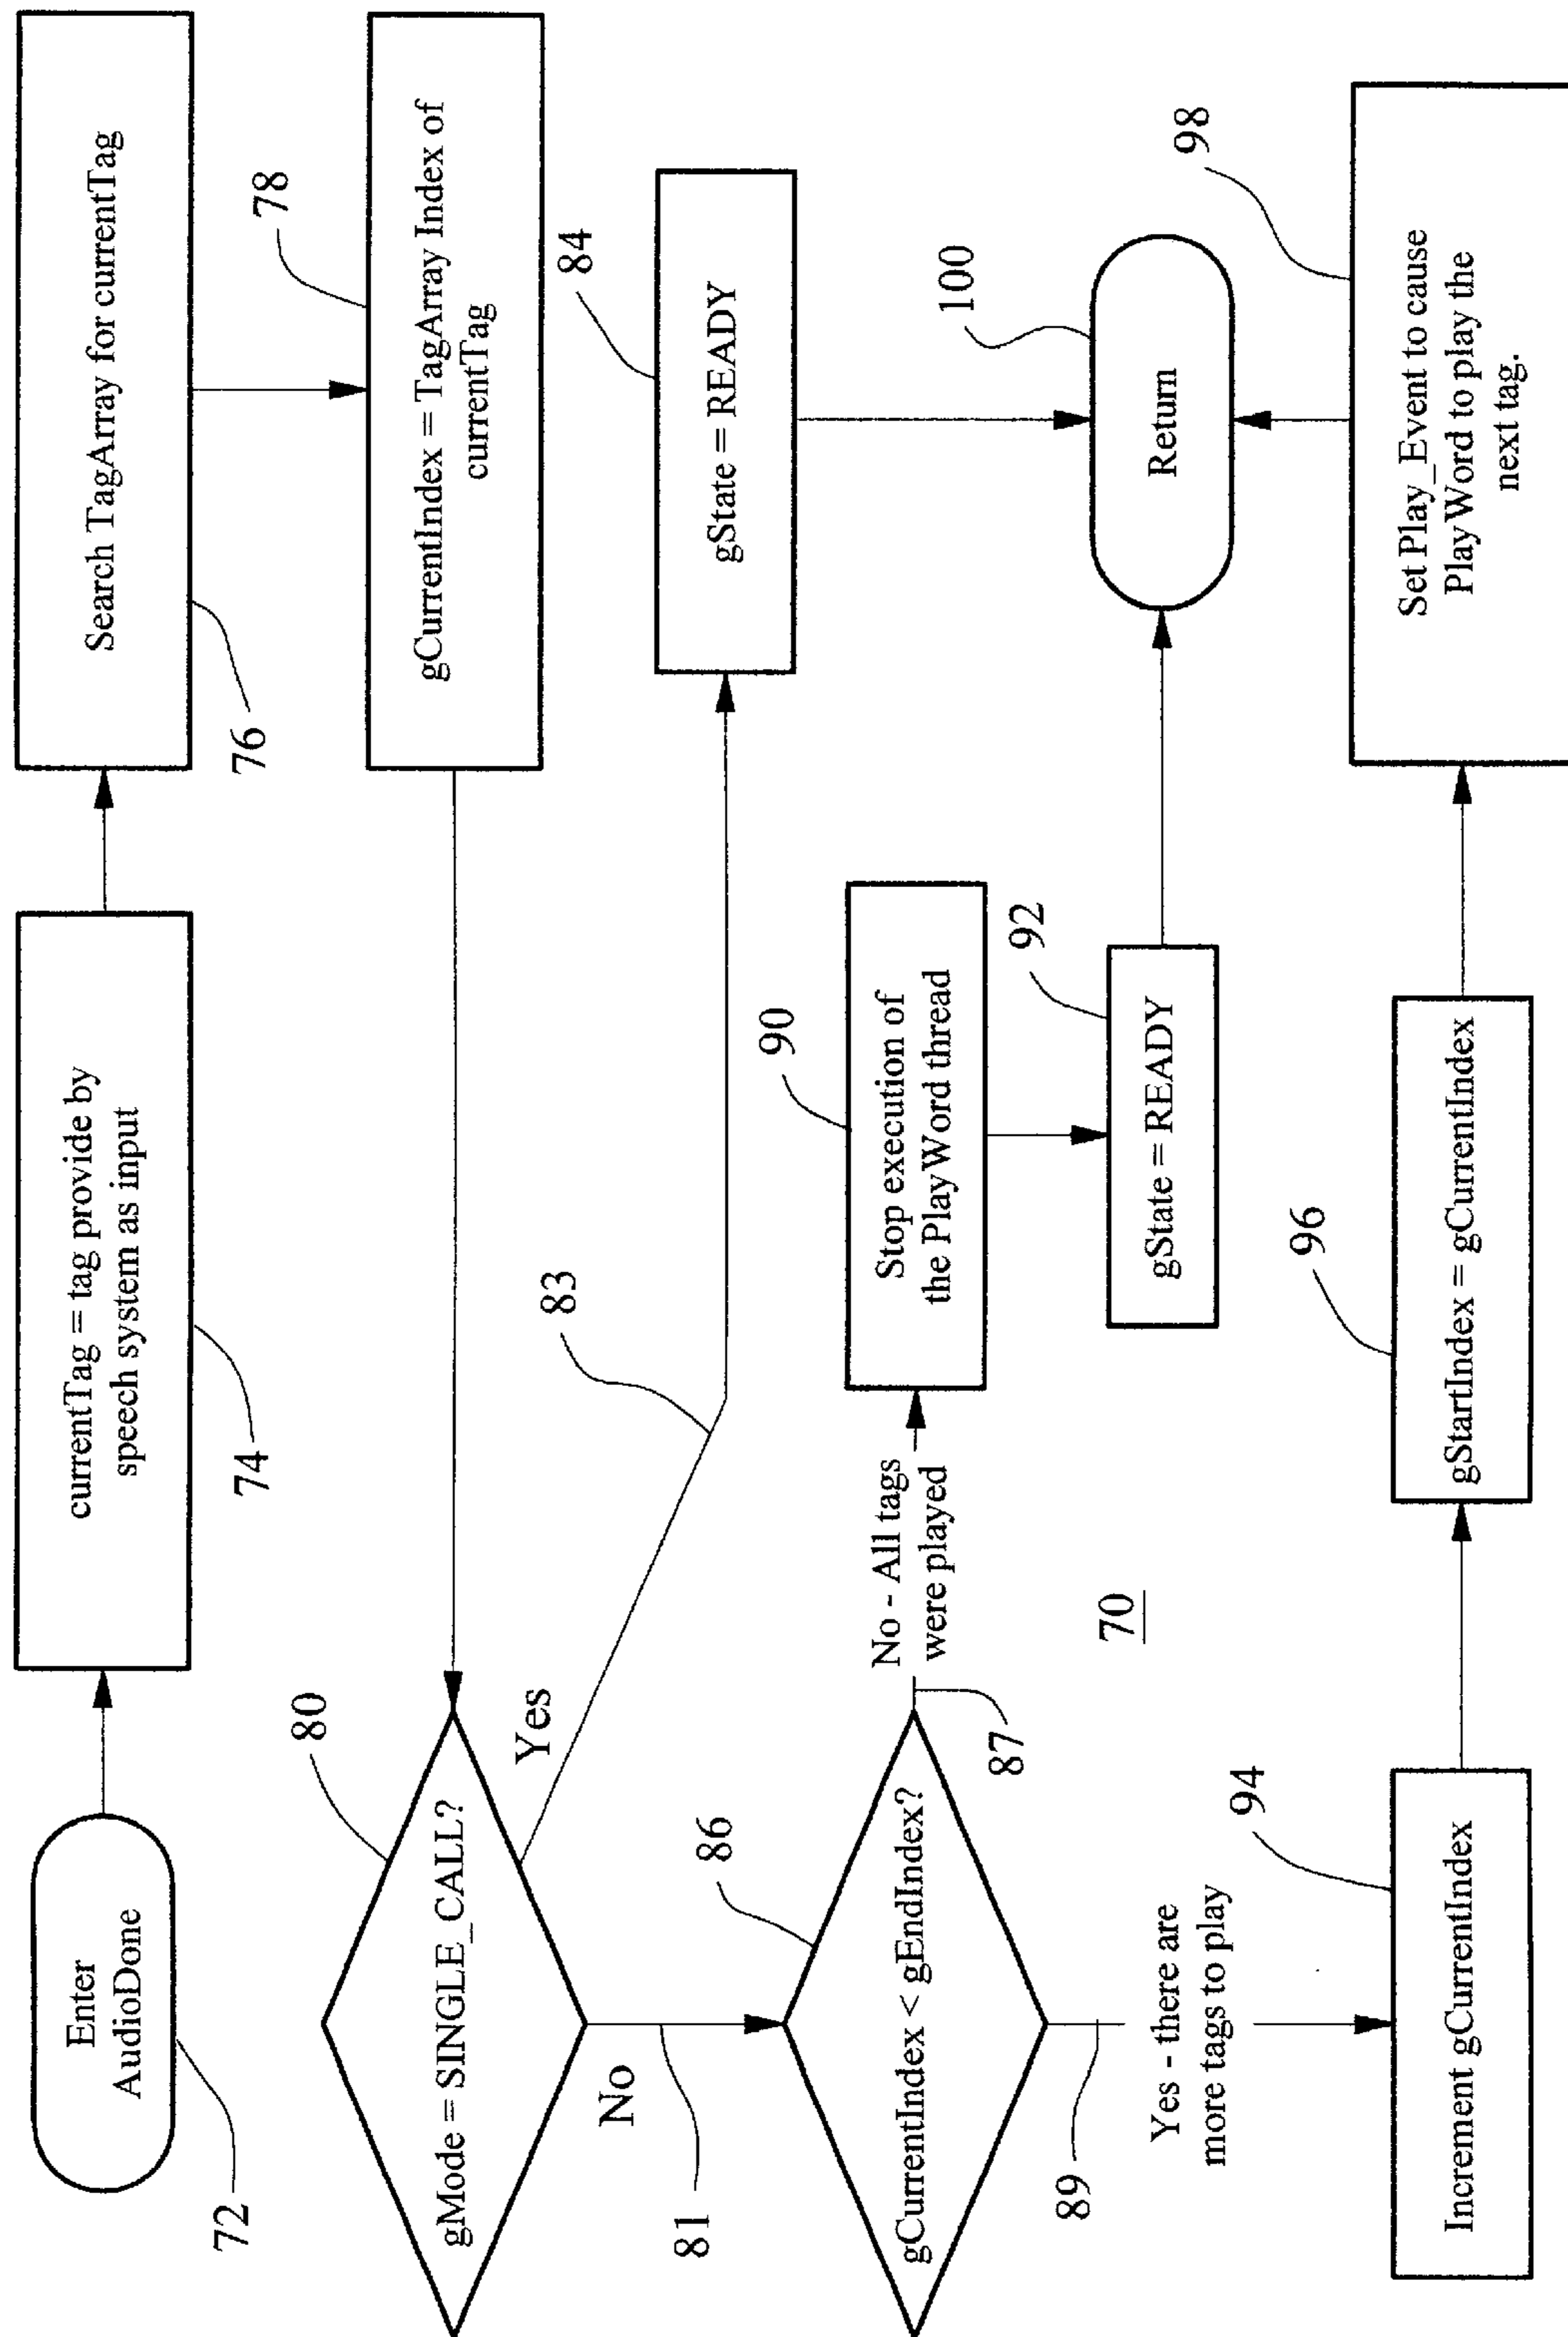 Enter
AudioDone
72
currentTag = tag provide by
speech system as input
74
Search TagArray for currentTag
76
gCurrentIndex = TagArray Index of
currentTag
78
gMode = SINGLE_CALL?
80
Yes
83
gState = READY
84
No
81
gCurrentIndex < gEndIndex?
86
87
No - All tags
were played
Stop execution of
the PlayWord thread
90
gState = READY
92
Return
100
89
Yes - there are
more tags to play
70
Increment gCurrentIndex
94
gStartIndex = gCurrentIndex
96
Set Play_Event to cause
PlayWord to play the
next tag.
98